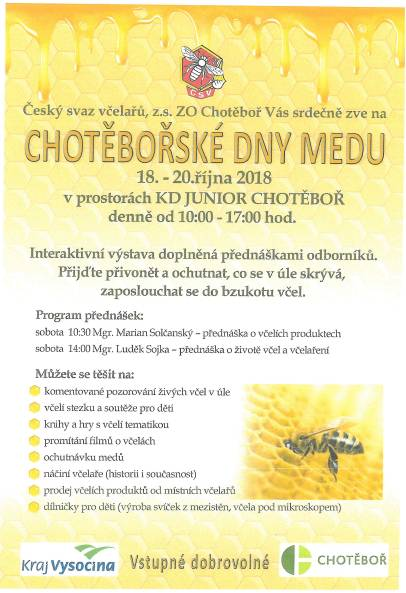 ČSV
Český svaz včelařů, z.s. ZO Chotěboř Vás srdečně zve na
CHOTĚBOŘSKÉ DNY MEDU
18. - 20.října 2018
v prostorách KD JUNIOR CHOTĚBOŘ
denně od 10:00 - 17:00 hod.
Interaktivní výstava doplněná přednáškami odborníků.
Přijďte přivonět a ochutnat, co se v úle skrývá,
zaposlouchat se do bzukotu včel.
Program přednášek:
sobota 10:30 Mgr. Marian Solčanský – přednáška o včelích produktech
sobota 14:00 Mgr. Luděk Sojka – přednáška o životě včel a včelaření
Můžete se těšit na:
komentované pozorování živých včel v úle
včelí stezku a soutěže pro děti
knihy a hry s včelí tematikou
promítání filmů o včelách
ochutnávku medů
náčiní včelaře (historii i současnost)
prodej včelích produktů od místních včelařů
dílničky pro děti (výroba svíček z mezistěn, včela pod mikroskopem)
Kraj Vysočina
Vstupné dobrovolné
CHOTĚBOŘ